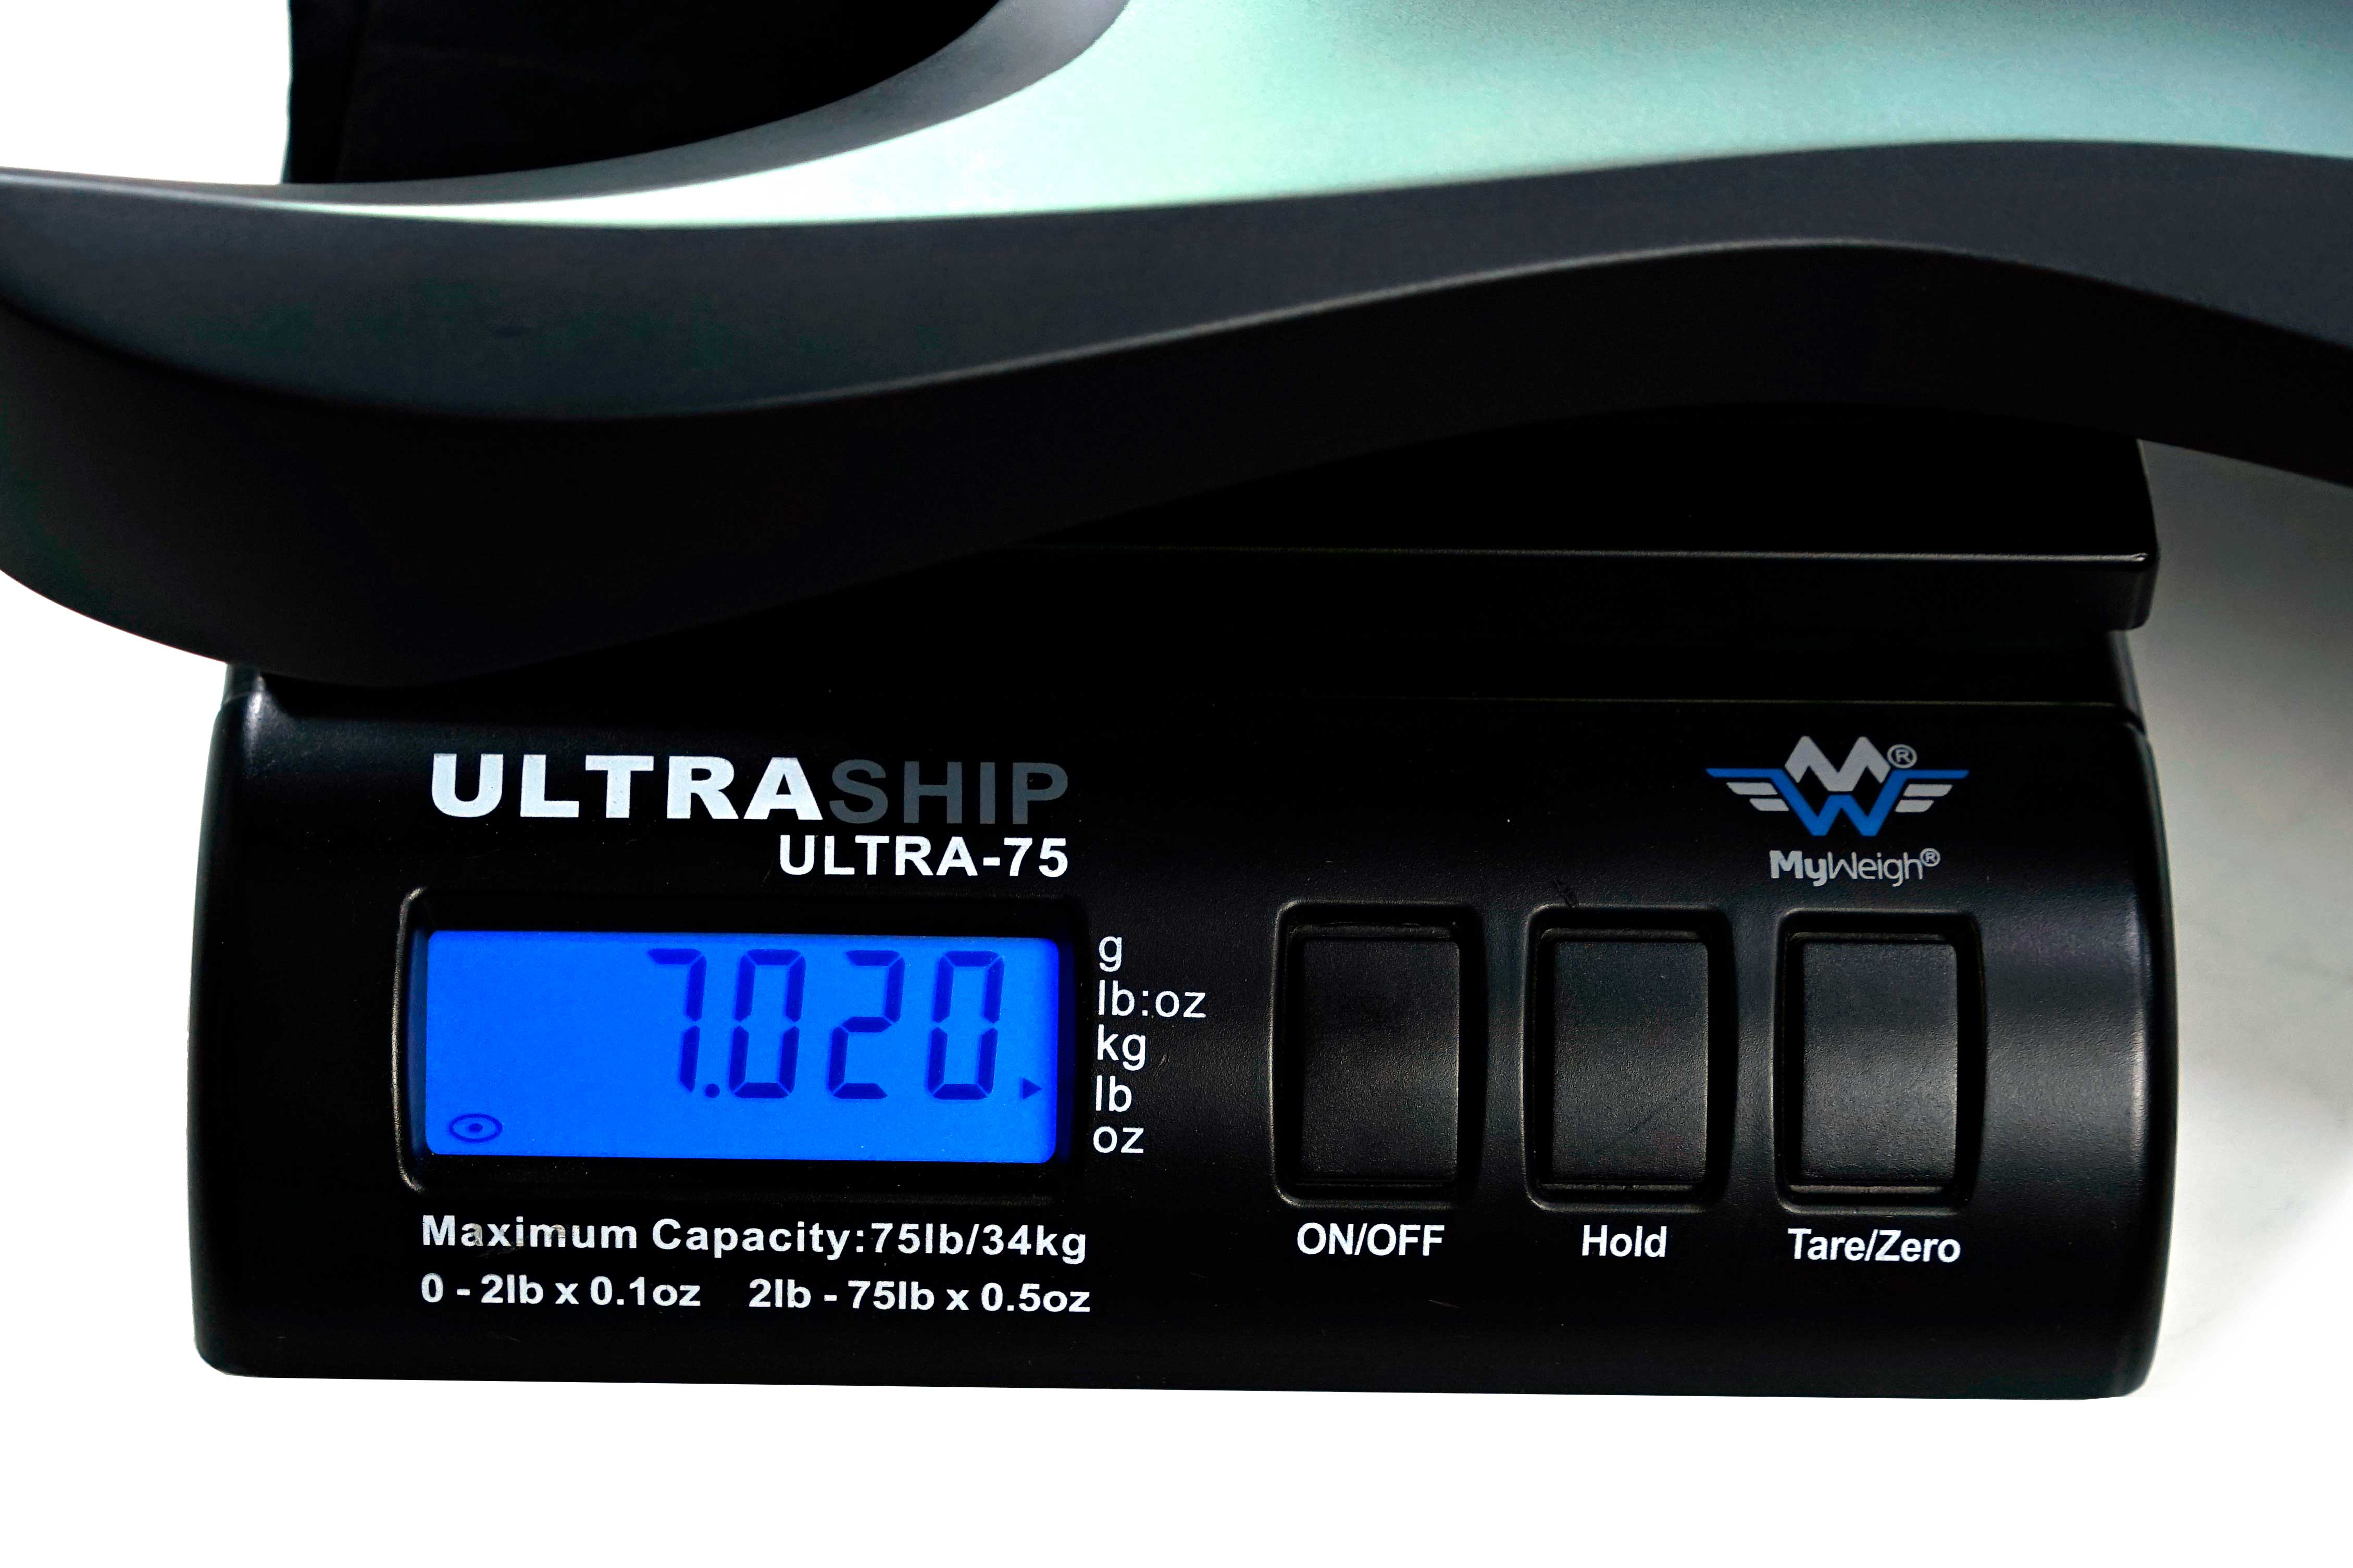 ULTRASHIP
ULTRA-75
MW®
MyWeigh®
7.020
g
lb:oz
kg
lb
oz
Maximum Capacity:75lb/34kg
0 - 2lb x 0.1oz 2lb - 75lb x 0.5oz
ON/OFF
Hold
Tare/Zero